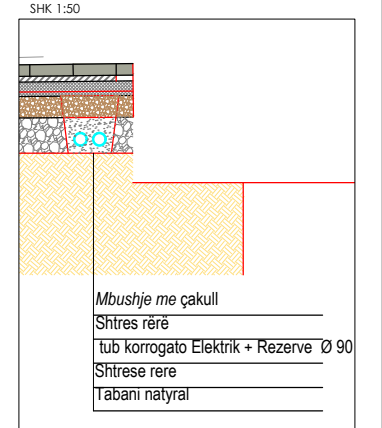 SHK 1:50
Mbushje me çakull
Shtres rërë
tub korrogato Elektrik + Rezerve Ø 90
Shtrese rere
Tabani natyral